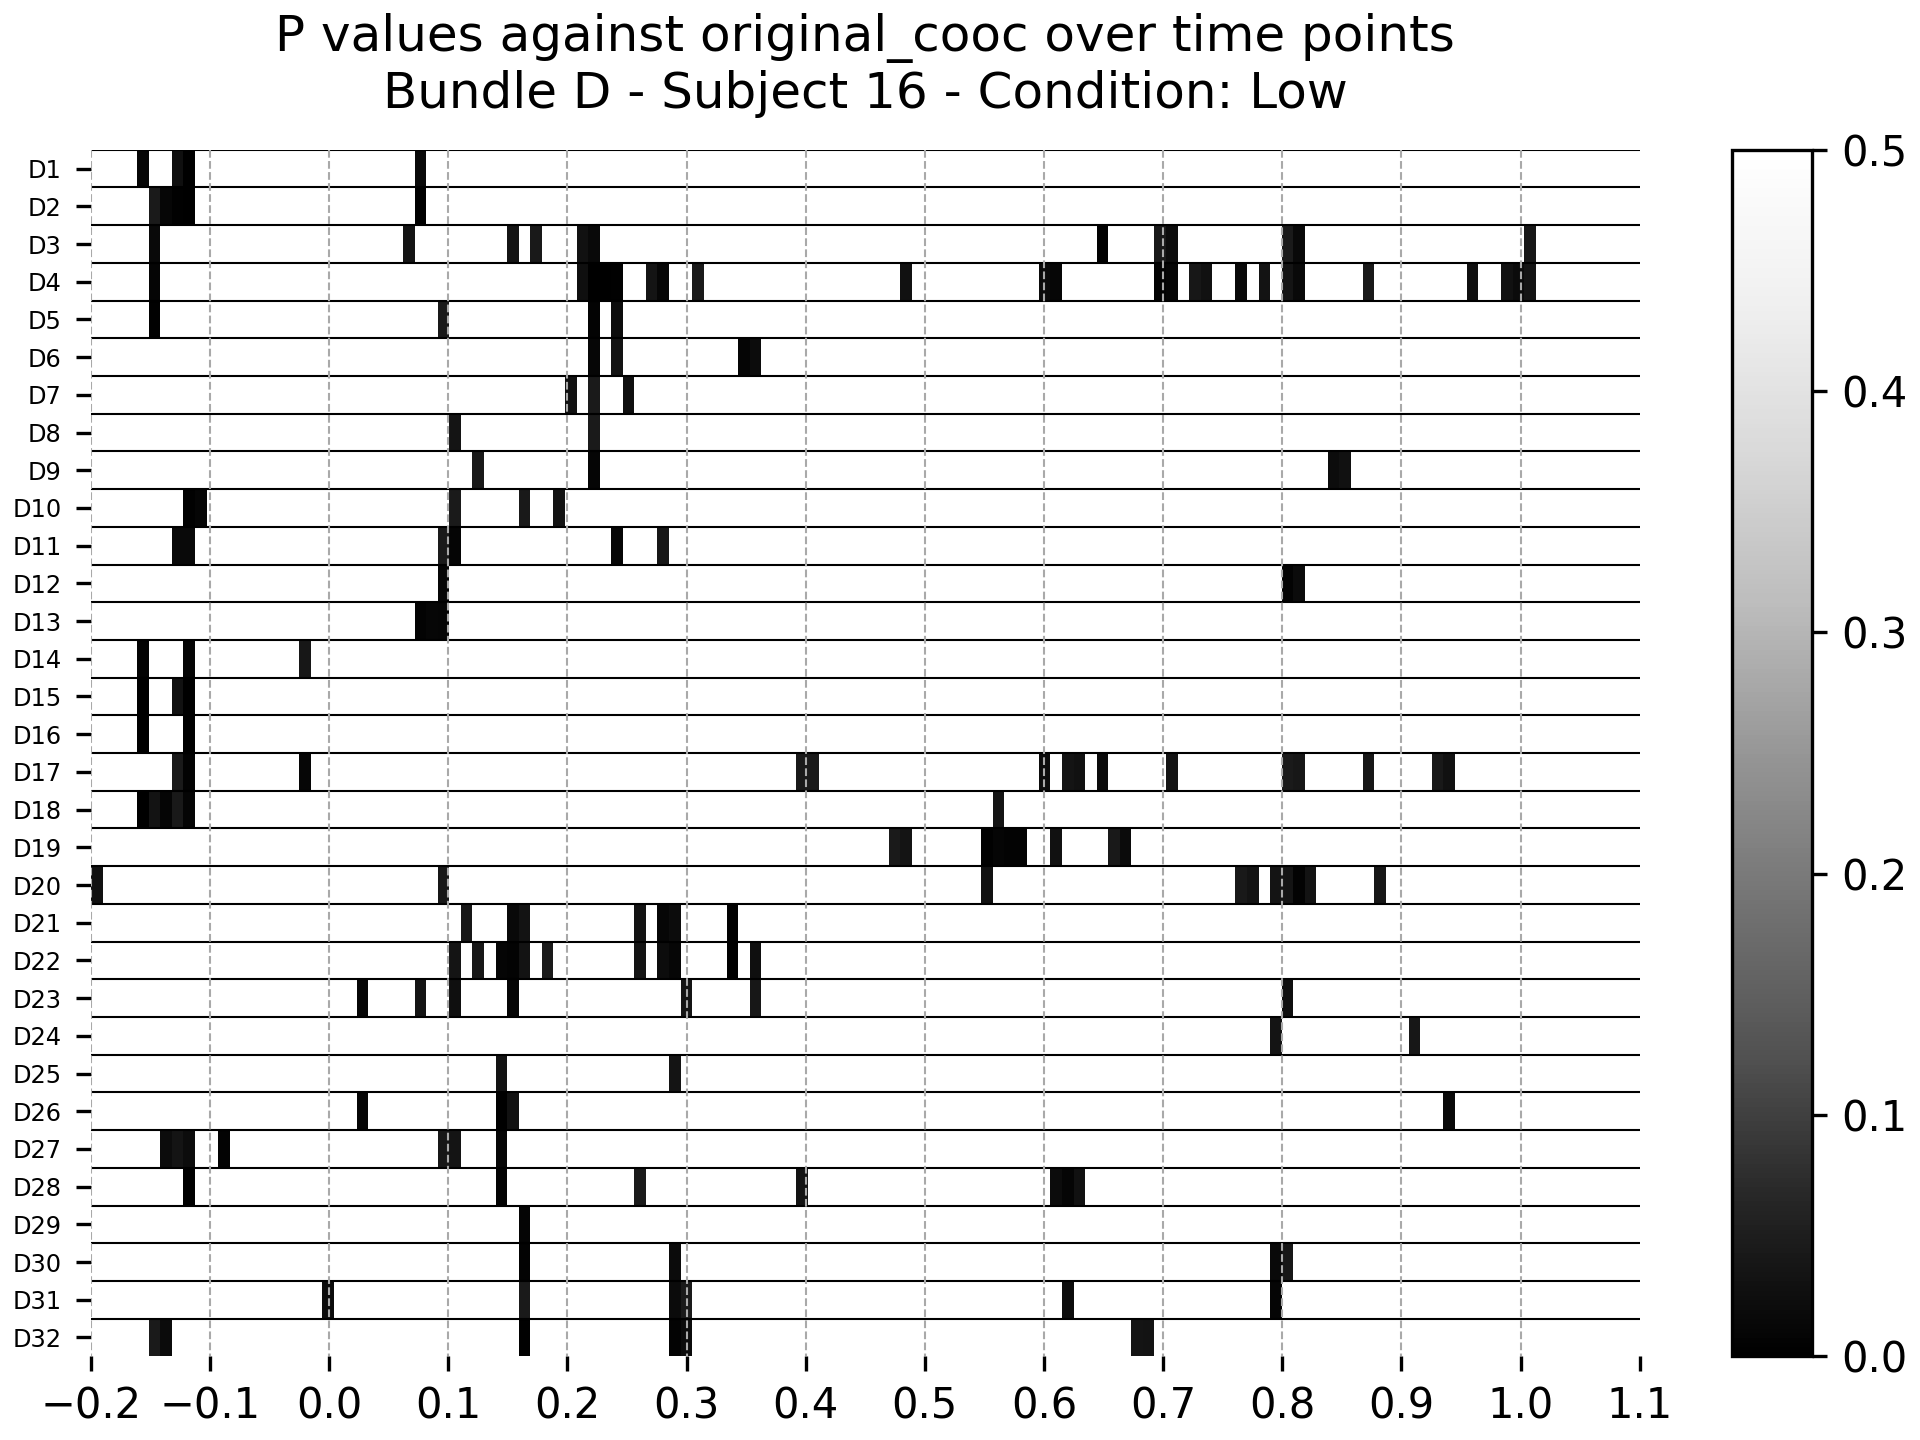 P values against original_cooc over time points
Bundle D - Subject 16 - Condition: Low
D1
D2
D3
D4
D5
D6
D7
D8
D9
D10
D11
D12
D13
D14
D15
D16
D17
D18
D19
D20
D21
D22
D23
D24
D25
D26
D27
D28
D29
D30
D31
D32
−0.2 −0.1 0.0 0.1 0.2 0.3 0.4 0.5 0.6 0.7 0.8 0.9 1.0 1.1
0.5
0.4
0.3
0.2
0.1
0.0